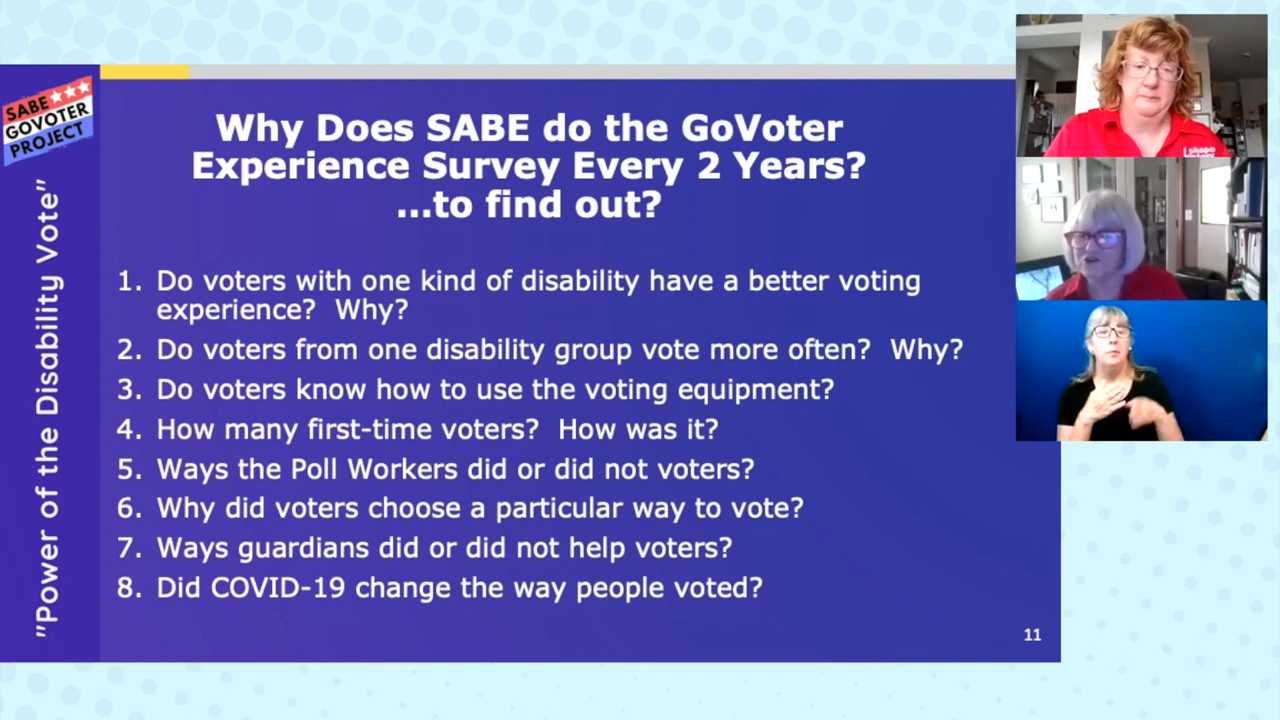 SABE
GOVOTER
PROJECT
"Power of the Disability Vote"
Why Does SABE do the GoVoter
Experience Survey Every 2 Years?
...to find out?
1. Do voters with one kind of disability have a better voting
experience? Why?
2. Do voters from one disability group vote more often? Why?
3. Do voters know how to use the voting equipment?
4. How many first-time voters? How was it?
5. Ways the Poll Workers did or did not voters?
6. Why did voters choose a particular way to vote?
7. Ways guardians did or did not help voters?
8. Did COVID-19 change the way people voted?
11
I shape